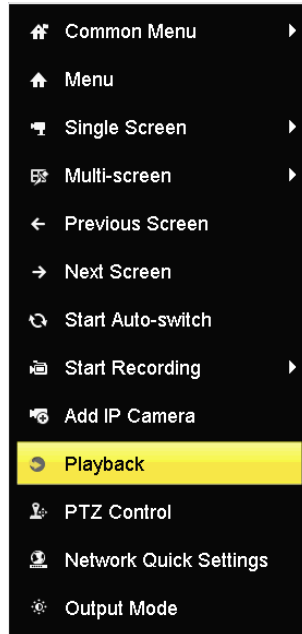 Common Menu
Menu
Single Screen
Multi-screen
Previous Screen
Next Screen
Start Auto-switch
Start Recording
Add IP Camera
Playback
PTZ Control
Network Quick Settings
Output Mode